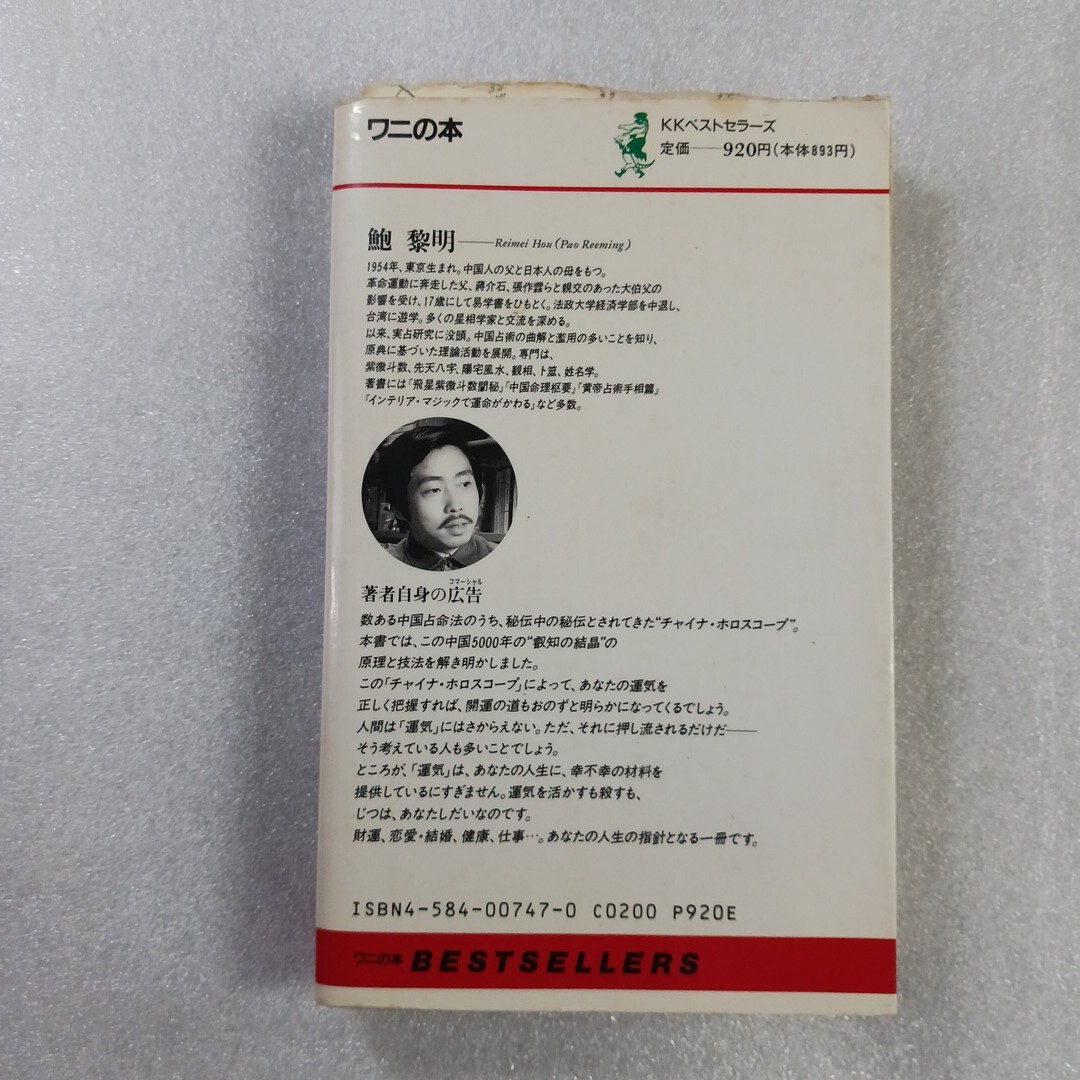 ワニの本
KKベストセラーズ
定価——920円(本体893円)
鮑 黎明——Reimei Hou (Pao Reeming)
1954年、東京生まれ。中国人の父と日本人の母をもつ。
革命運動に奔走した父、蔣介石、張作霖らと親交のあった大伯父の
影響を受け、17歳にして易学書をひもとく。法政大学経済学部を中退し、
台湾に遊学。多くの星相学家と交流を深める。
以来、実占研究に没頭。中国占術の曲解と濫用の多いことを知り、
原典に基づいた理論活動を展開。専門は、
紫微斗数、先天八字、陽宅風水、観相、卜筮、姓名学。
著書には『飛星紫微斗数闡秘』『中国命理枢要』『黄帝占術手相篇』
『インテリア・マジックで運命がかわる』など多数。
コマーシャル
著者自身の広告
数ある中国占命法のうち、秘伝中の秘伝とされてきた“チャイナ・ホロスコープ”。
本書では、この中国5000年の“叡知の結晶”の
原理と技法を解き明かしました。
この「チャイナ・ホロスコープ」によって、あなたの運気を
正しく把握すれば、開運の道もおのずと明らかになってくるでしょう。
人間は「運気」にはさからえない。ただ、それに押し流されるだけだ——
そう考えている人も多いことでしょう。
ところが、「運気」は、あなたの人生に、幸不幸の材料を
提供しているにすぎません。運気を活かすも殺すも、
じつは、あなたしだいなのです。
財運、恋愛・結婚、健康、仕事…。あなたの人生の指針となる一冊です。
ISBN4-584-00747-0 C0200 P920E
ワニの本 BESTSELLERS